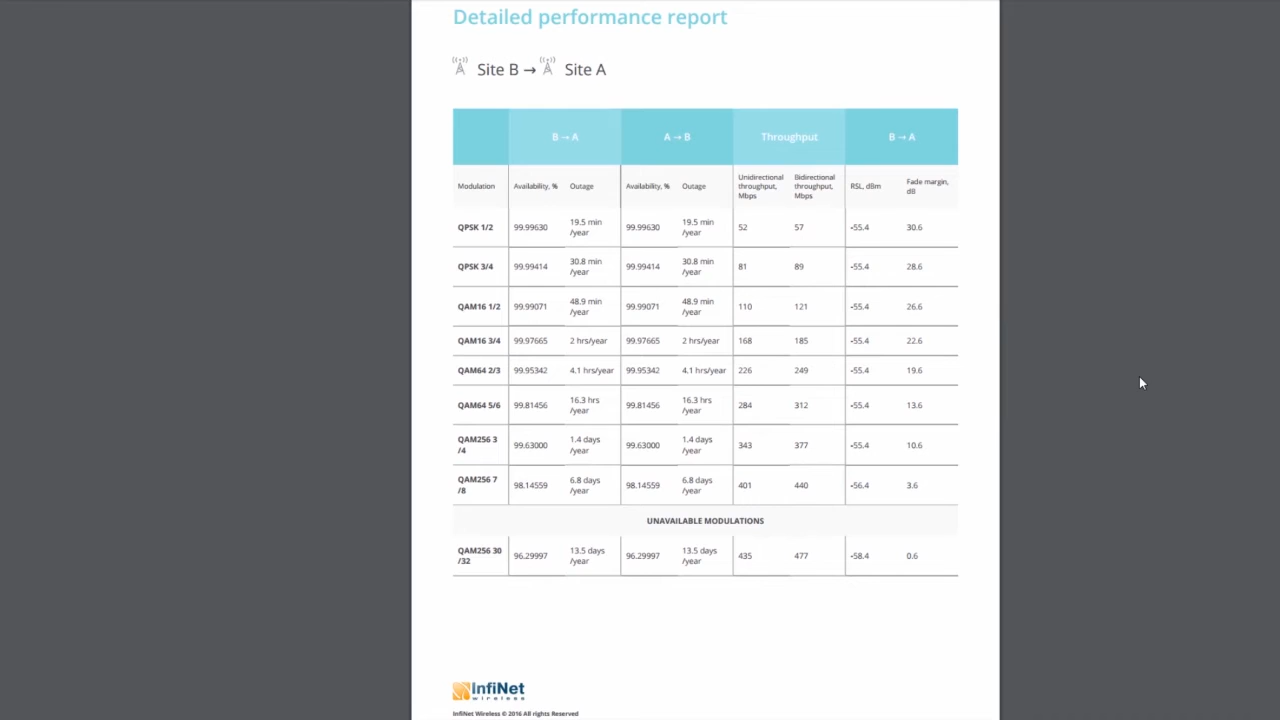 Detailed performance report
Site B → Site A
B → A A → B Throughput B → A
Modulation Availability, % Outage Availability, % Outage Unidirectional throughput, Mbps Bidirectional throughput, Mbps RSL, dBm Fade margin, dB
QPSK 1/2 99.99630 19.5 min /year 99.99630 19.5 min /year 52 57 -55.4 30.6
QPSK 3/4 99.99414 30.8 min /year 99.99414 30.8 min /year 81 89 -55.4 28.6
QAM16 1/2 99.99071 48.9 min /year 99.99071 48.9 min /year 110 121 -55.4 26.6
QAM16 3/4 99.97665 2 hrs/year 99.97665 2 hrs/year 168 185 -55.4 22.6
QAM64 2/3 99.95342 4.1 hrs/year 99.95342 4.1 hrs/year 226 249 -55.4 19.6
QAM64 5/6 99.81456 16.3 hrs /year 99.81456 16.3 hrs /year 284 312 -55.4 13.6
QAM256 3 /4 99.63000 1.4 days /year 99.63000 1.4 days /year 343 377 -55.4 10.6
QAM256 7 /8 98.14559 6.8 days /year 98.14559 6.8 days /year 401 440 -56.4 3.6
UNAVAILABLE MODULATIONS
QAM256 30 /32 96.29997 13.5 days /year 96.29997 13.5 days /year 435 477 -58.4 0.6
InfiNet
wireless
InfiNet Wireless © 2016 All rights Reserved